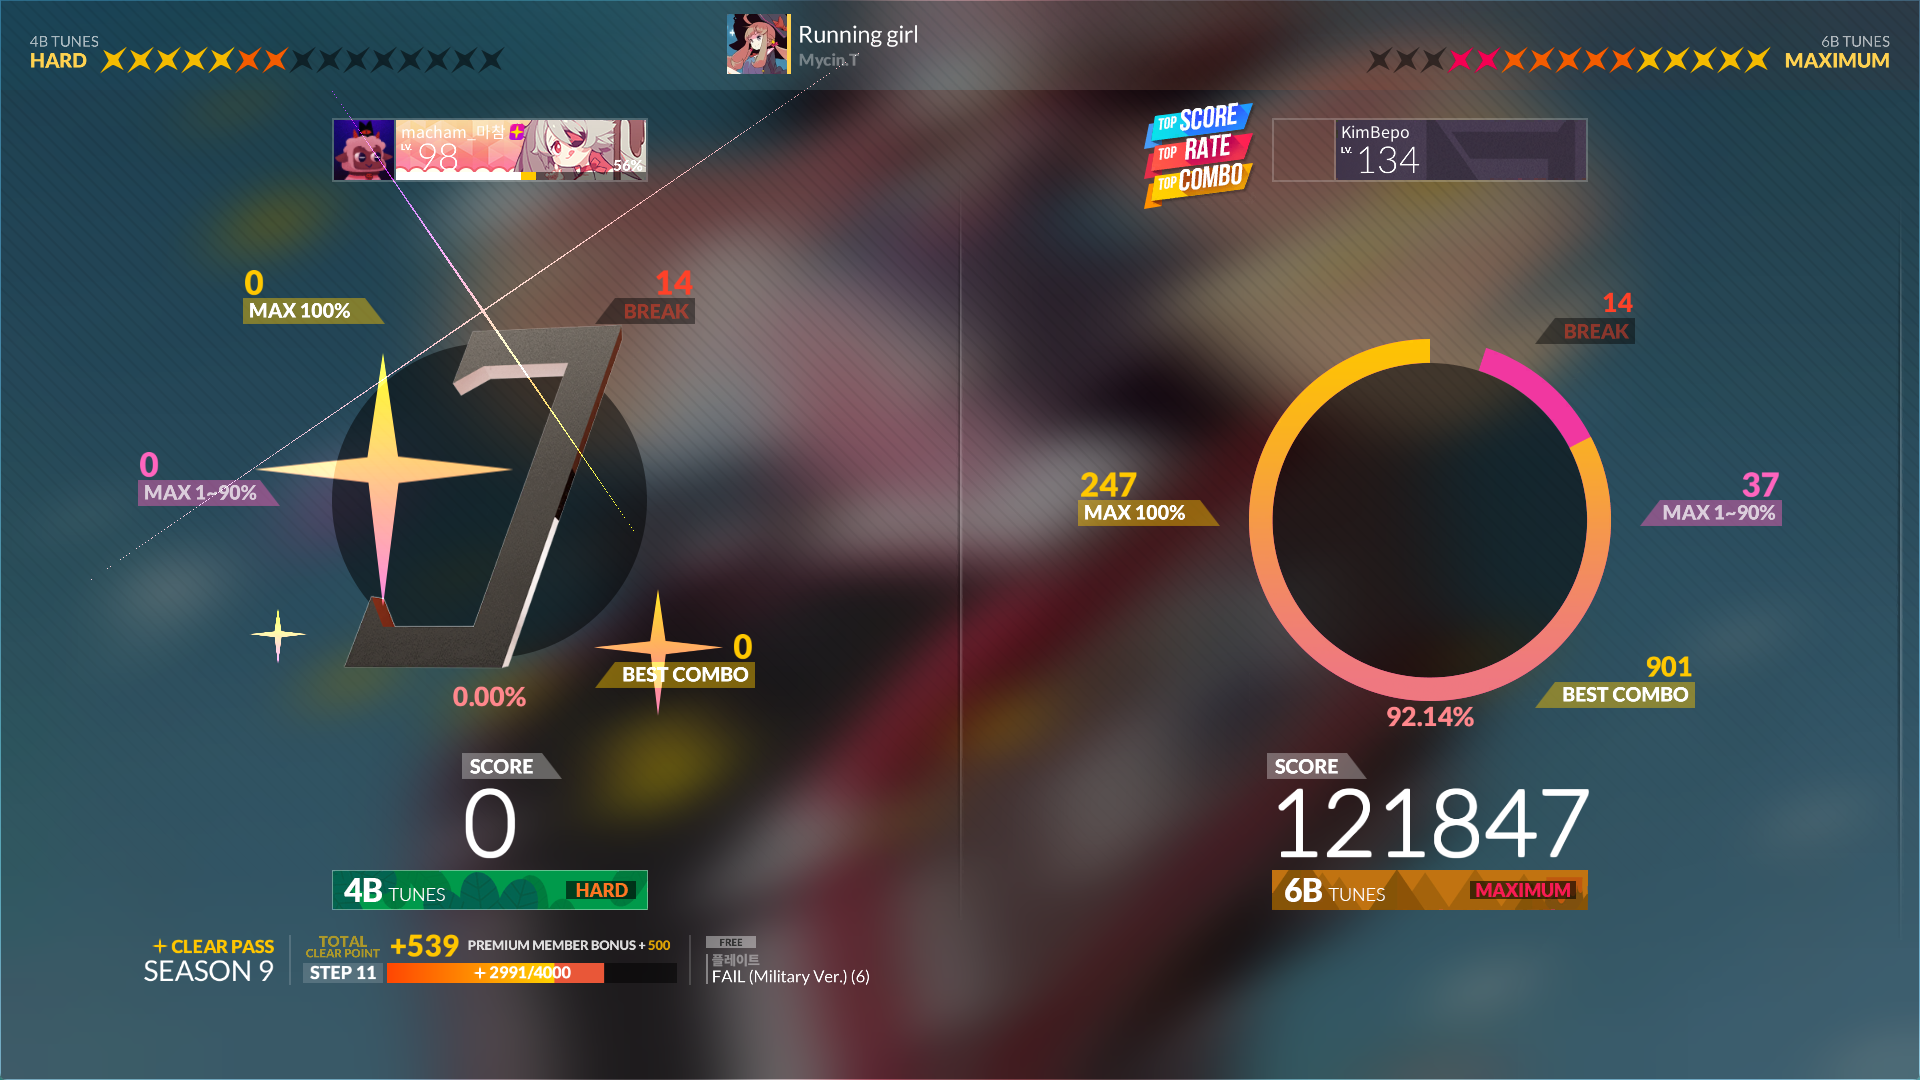 4B TUNES
HARD
Running girl
Mycin.T
6B TUNES
MAXIMUM
macham_마참
LV. 98
56%
TOP SCORE
TOP RATE
TOP COMBO
KimBepo
LV. 134
0
MAX 100%
14
BREAK
0
MAX 1~90%
0
BEST COMBO
0.00%
SCORE
0
4B TUNES HARD
14
BREAK
247
MAX 100%
37
MAX 1~90%
901
BEST COMBO
92.14%
SCORE
121847
6B TUNES MAXIMUM
+ CLEAR PASS
SEASON 9
TOTAL
CLEAR POINT
+539 PREMIUM MEMBER BONUS + 500
STEP 11
+ 2991/4000
FREE
플레이트
FAIL (Military Ver.) (6)